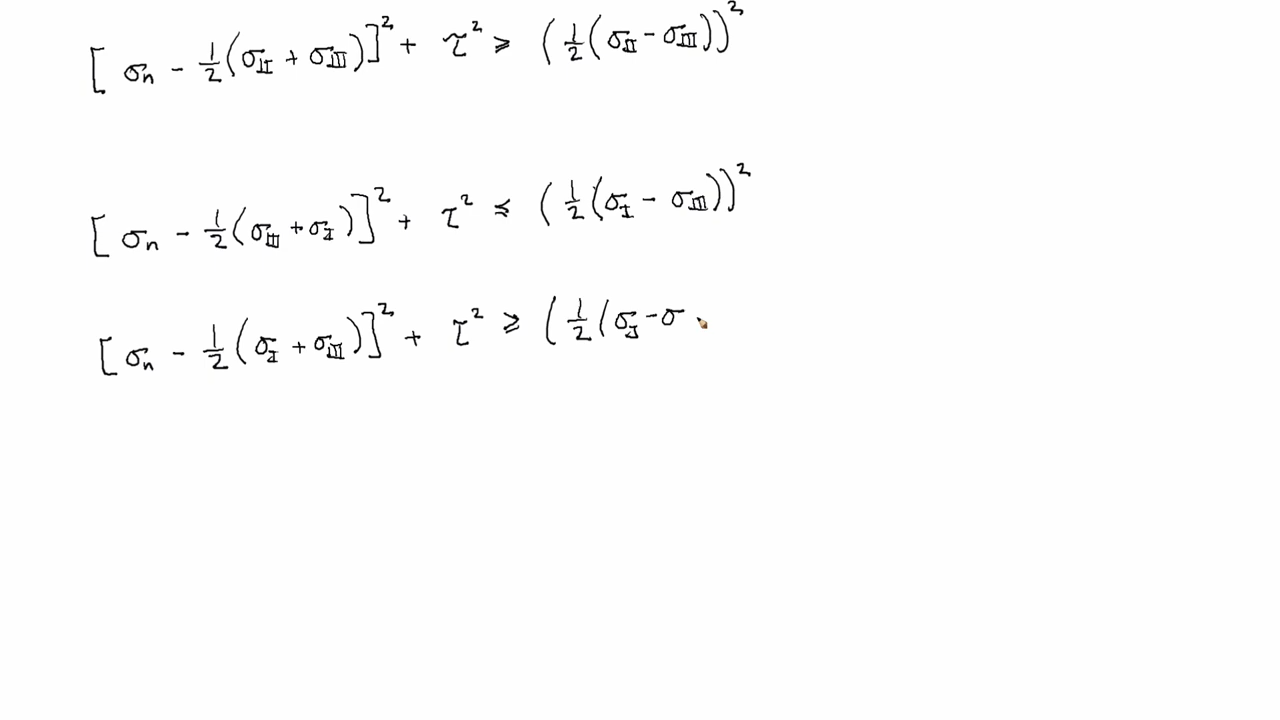 [σn - 1/2(σII + σIII)]² + τ² ≥ (1/2(σII - σIII))²
[σn - 1/2(σIII + σI)]² + τ² ≤ (1/2(σI - σIII))²
[σn - 1/2(σI + σIII)]² + τ² ≥ (1/2(σI - σ